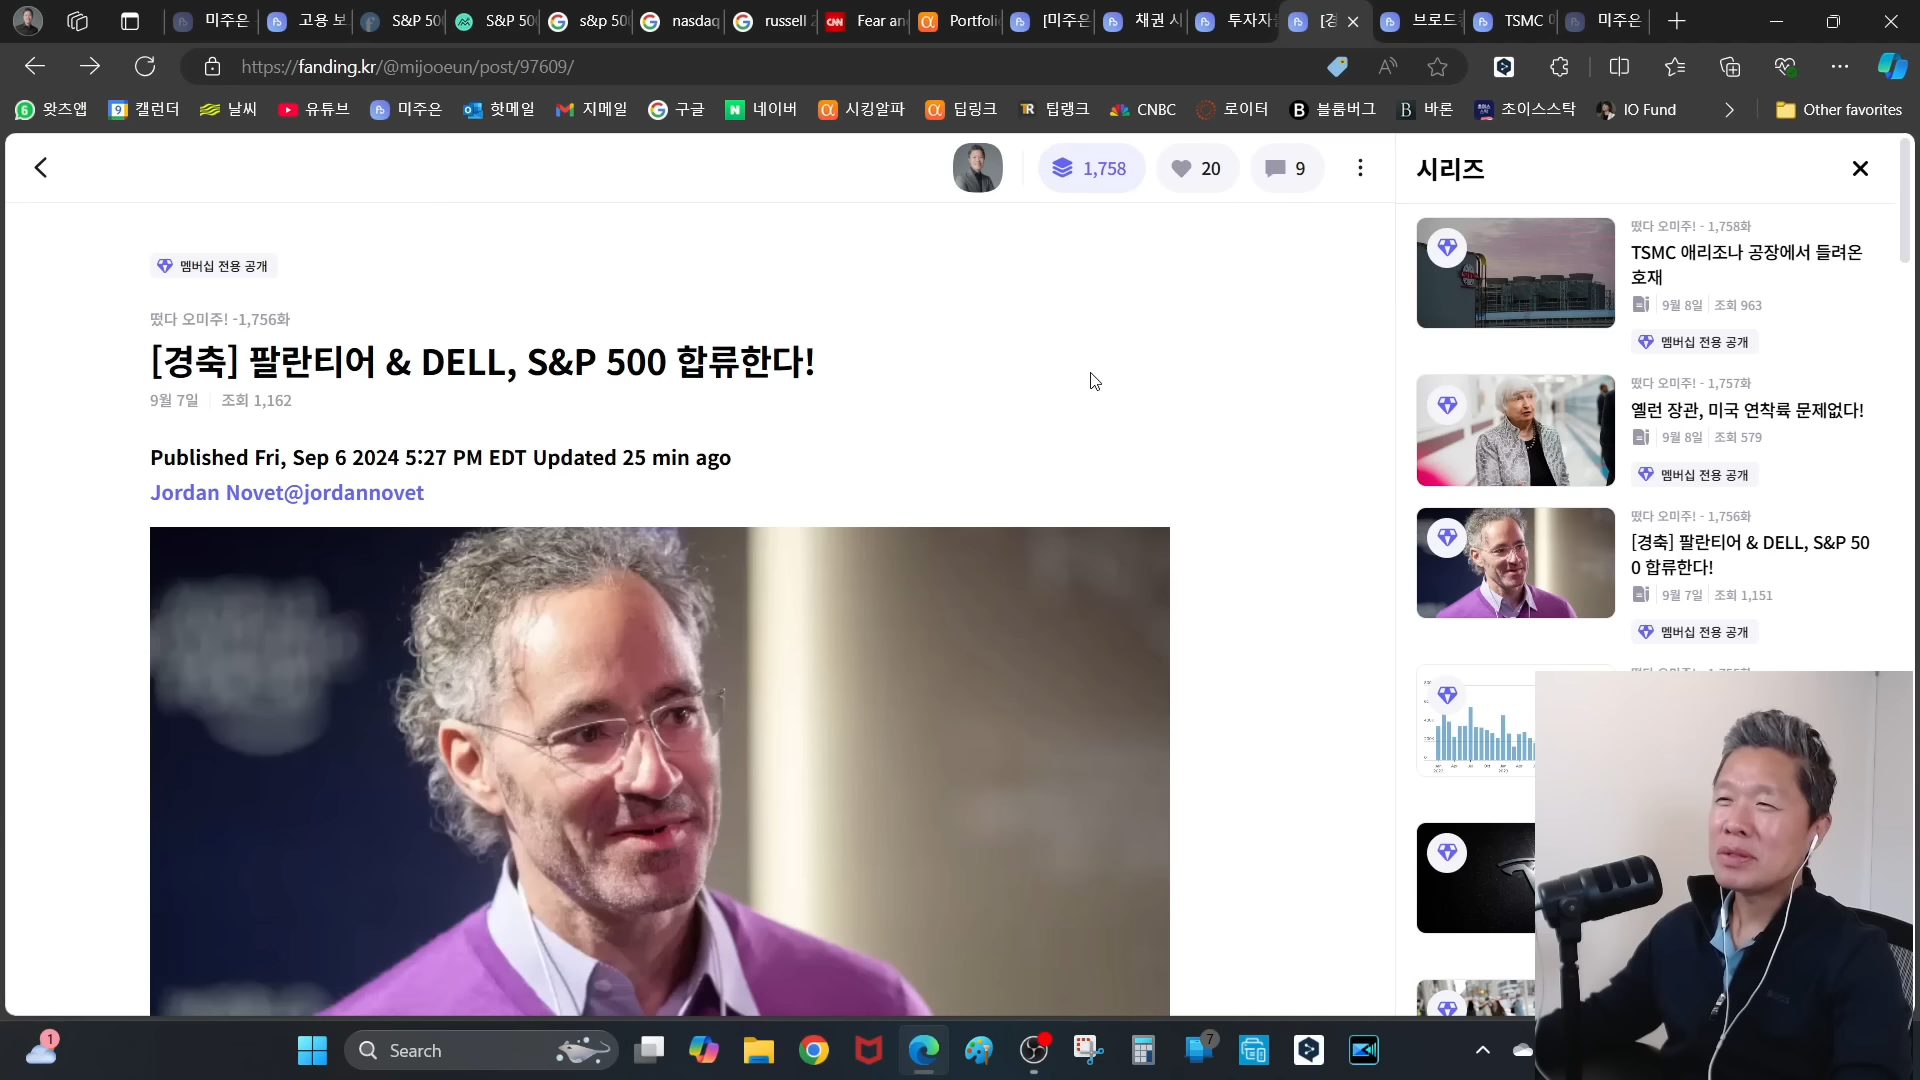 미주은
고용 보
S&P 50
S&P 50
s&p 50
nasdaq
russell 2
Fear an
Portfoli
[미주은
채권 시
투자자
[경
브로드
TSMC
미주은
https://fanding.kr/@mijooeun/post/97609/
왓츠앱
캘린더
날씨
유튜브
미주은
핫메일
지메일
구글
네이버
시킹알파
딥링크
팁랭크
CNBC
로이터
블룸버그
바론
초이스스탁
IO Fund
Other favorites
1,758
20
9
시리즈
멤버십 전용 공개
떴다 오미주! -1,756화
[경축] 팔란티어 & DELL, S&P 500 합류한다!
9월 7일
조회 1,162
Published Fri, Sep 6 2024 5:27 PM EDT Updated 25 min ago
Jordan Novet@jordannovet
떴다 오미주! - 1,758화
TSMC 애리조나 공장에서 들려온
호재
9월 8일
조회 963
멤버십 전용 공개
떴다 오미주! - 1,757화
옐런 장관, 미국 연착륙 문제없다!
9월 8일
조회 579
멤버십 전용 공개
떴다 오미주! - 1,756화
[경축] 팔란티어 & DELL, S&P 50
0 합류한다!
9월 7일
조회 1,151
멤버십 전용 공개
1
Search
7